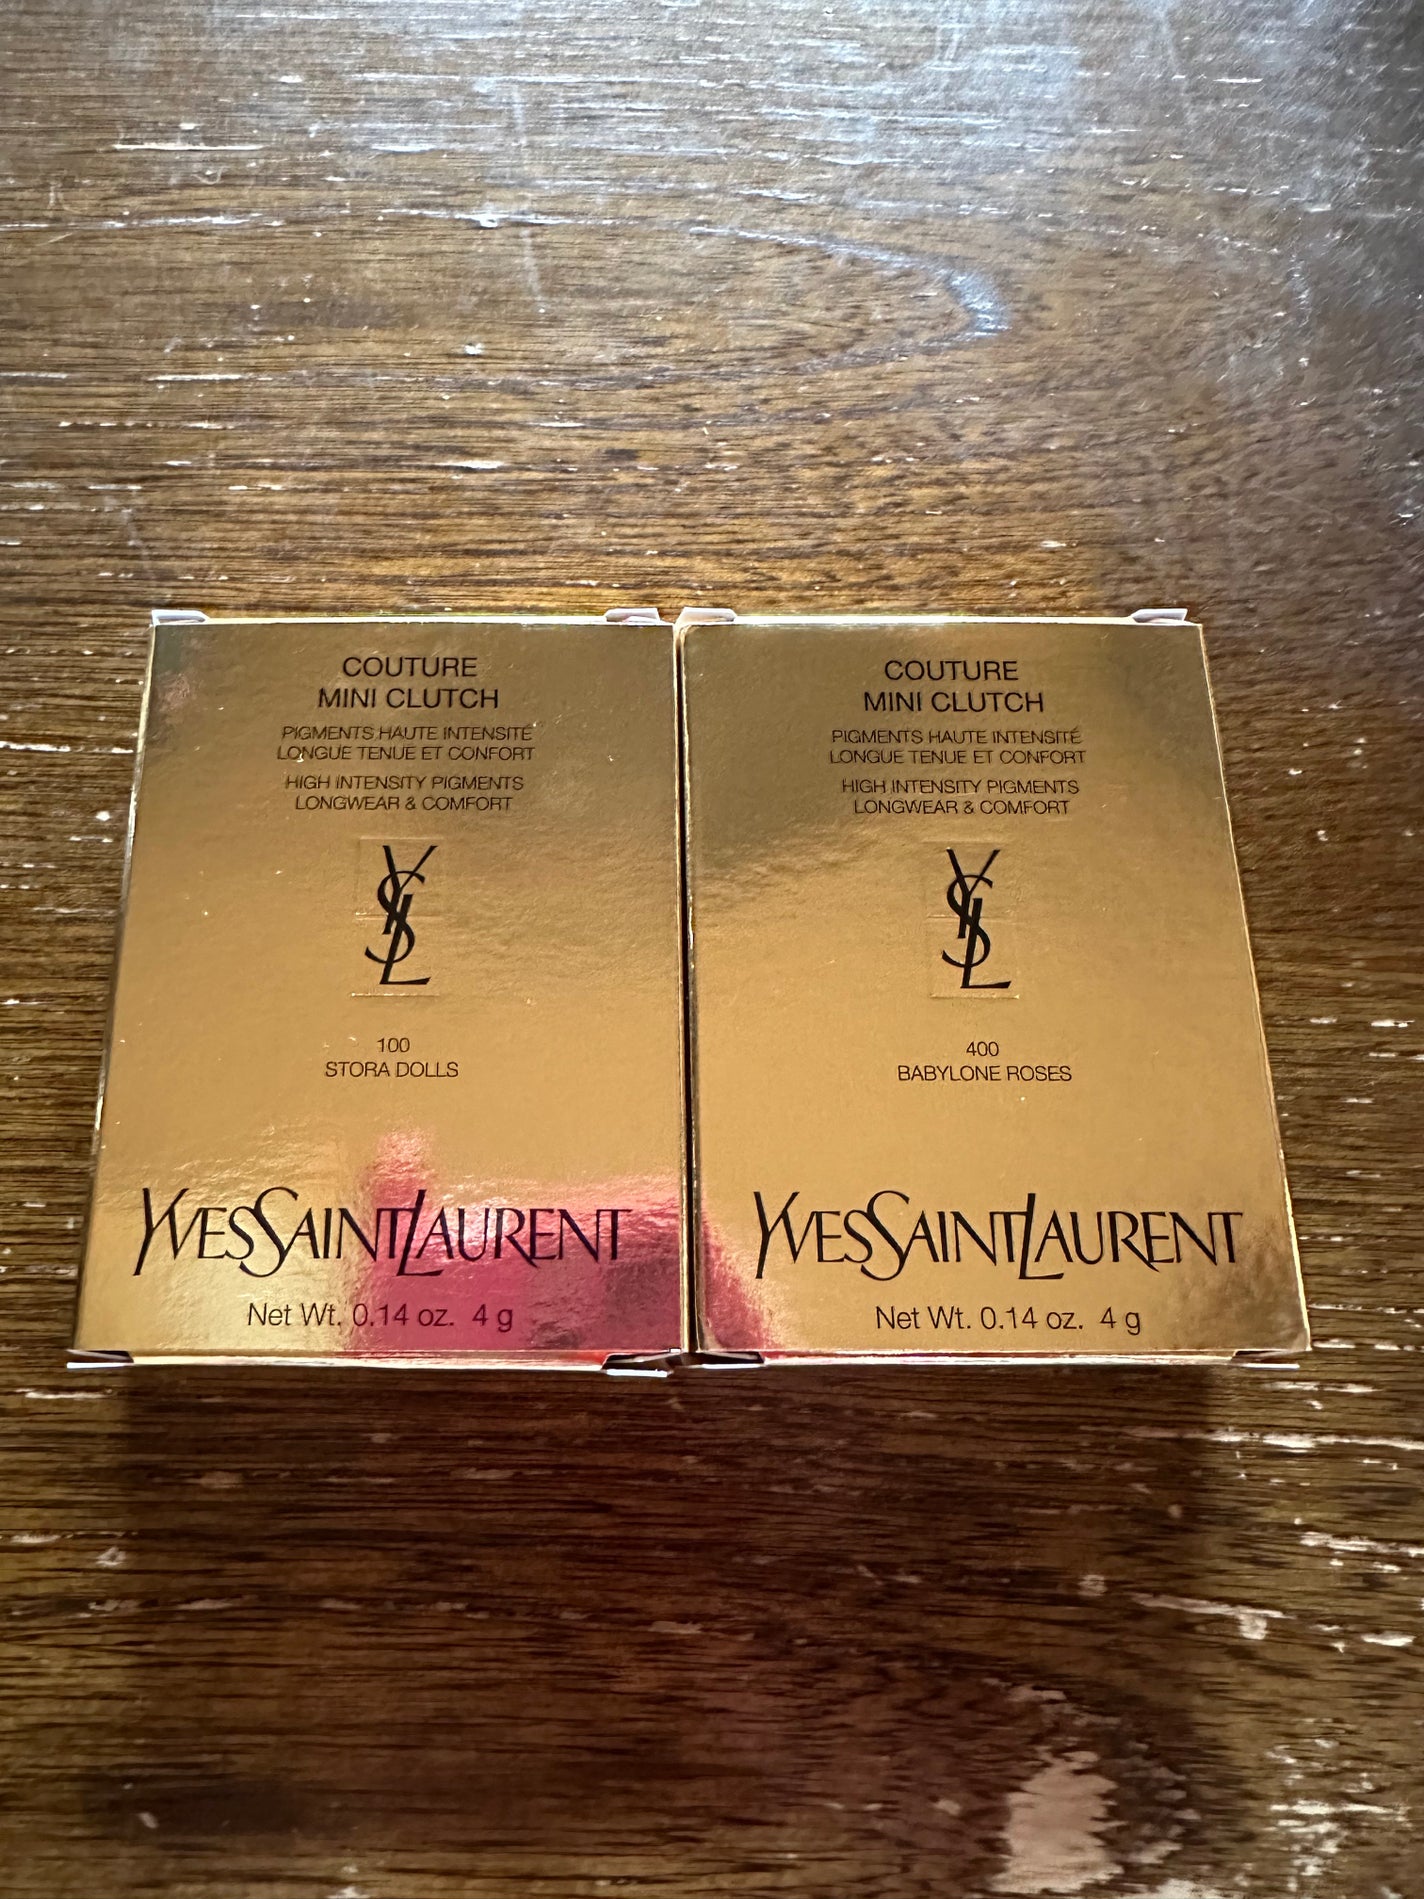 COUTURE
MINI CLUTCH
PIGMENTS HAUTE INTENSITÉ
LONGUE TENUE ET CONFORT
HIGH INTENSITY PIGMENTS
LONGWEAR & COMFORT
YSL
100
STORA DOLLS
YVESSAINTLAURENT
Net Wt. 0.14 oz. 4 g
COUTURE
MINI CLUTCH
PIGMENTS HAUTE INTENSITÉ
LONGUE TENUE ET CONFORT
HIGH INTENSITY PIGMENTS
LONGWEAR & COMFORT
YSL
400
BABYLONE ROSES
YVESSAINTLAURENT
Net Wt. 0.14 oz. 4 g